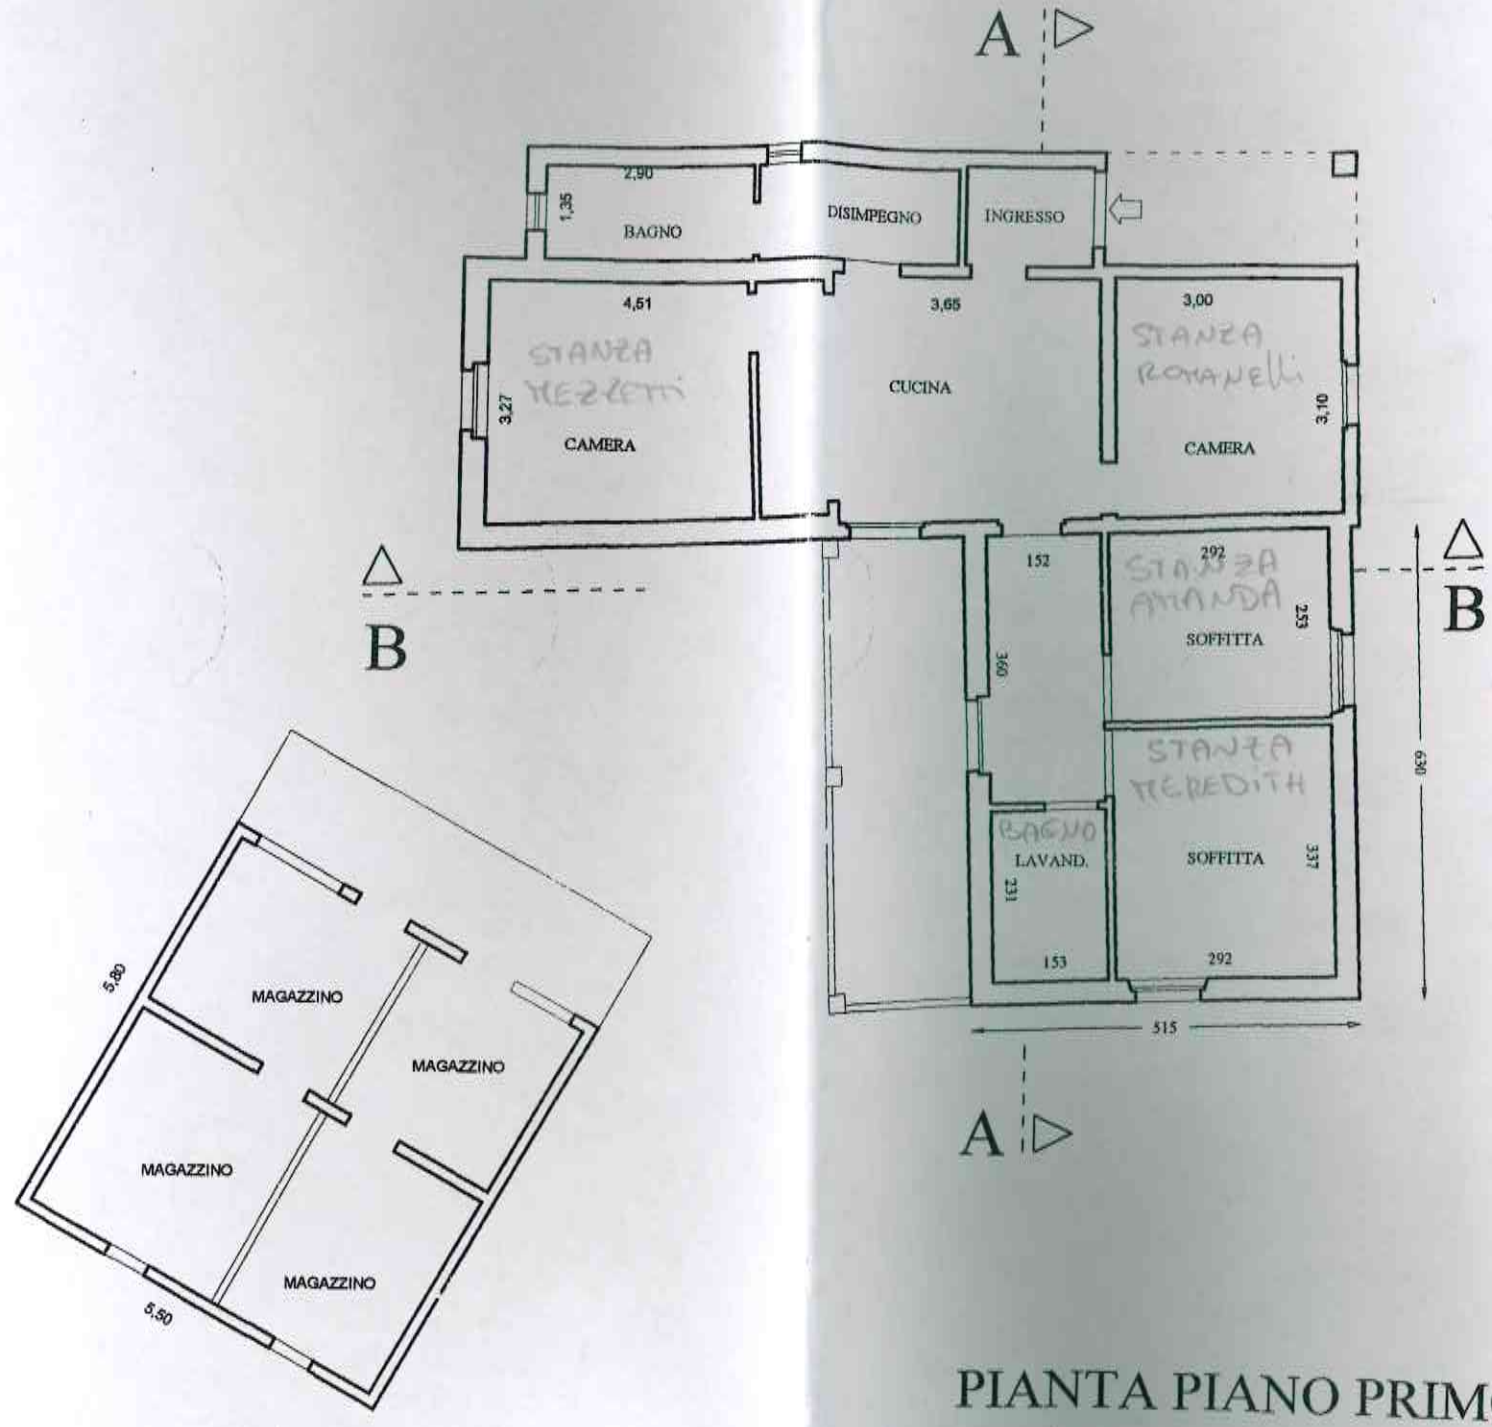 A
2,90
1,35
BAGNO
DISIMPEGNO
INGRESSO
4,51
STANZA
MEZZETTI
3,27
CAMERA
3,65
CUCINA
3,00
STANZA
ROMANELLI
3,10
CAMERA
B
152
360
292
STANZA
AMANDA
253
SOFFITTA
B
630
STANZA
MEREDITH
SOFFITTA
337
292
BAGNO
LAVAND.
231
153
515
A
5,80
MAGAZZINO
MAGAZZINO
MAGAZZINO
MAGAZZINO
5,50
PIANTA PIANO PRIMO